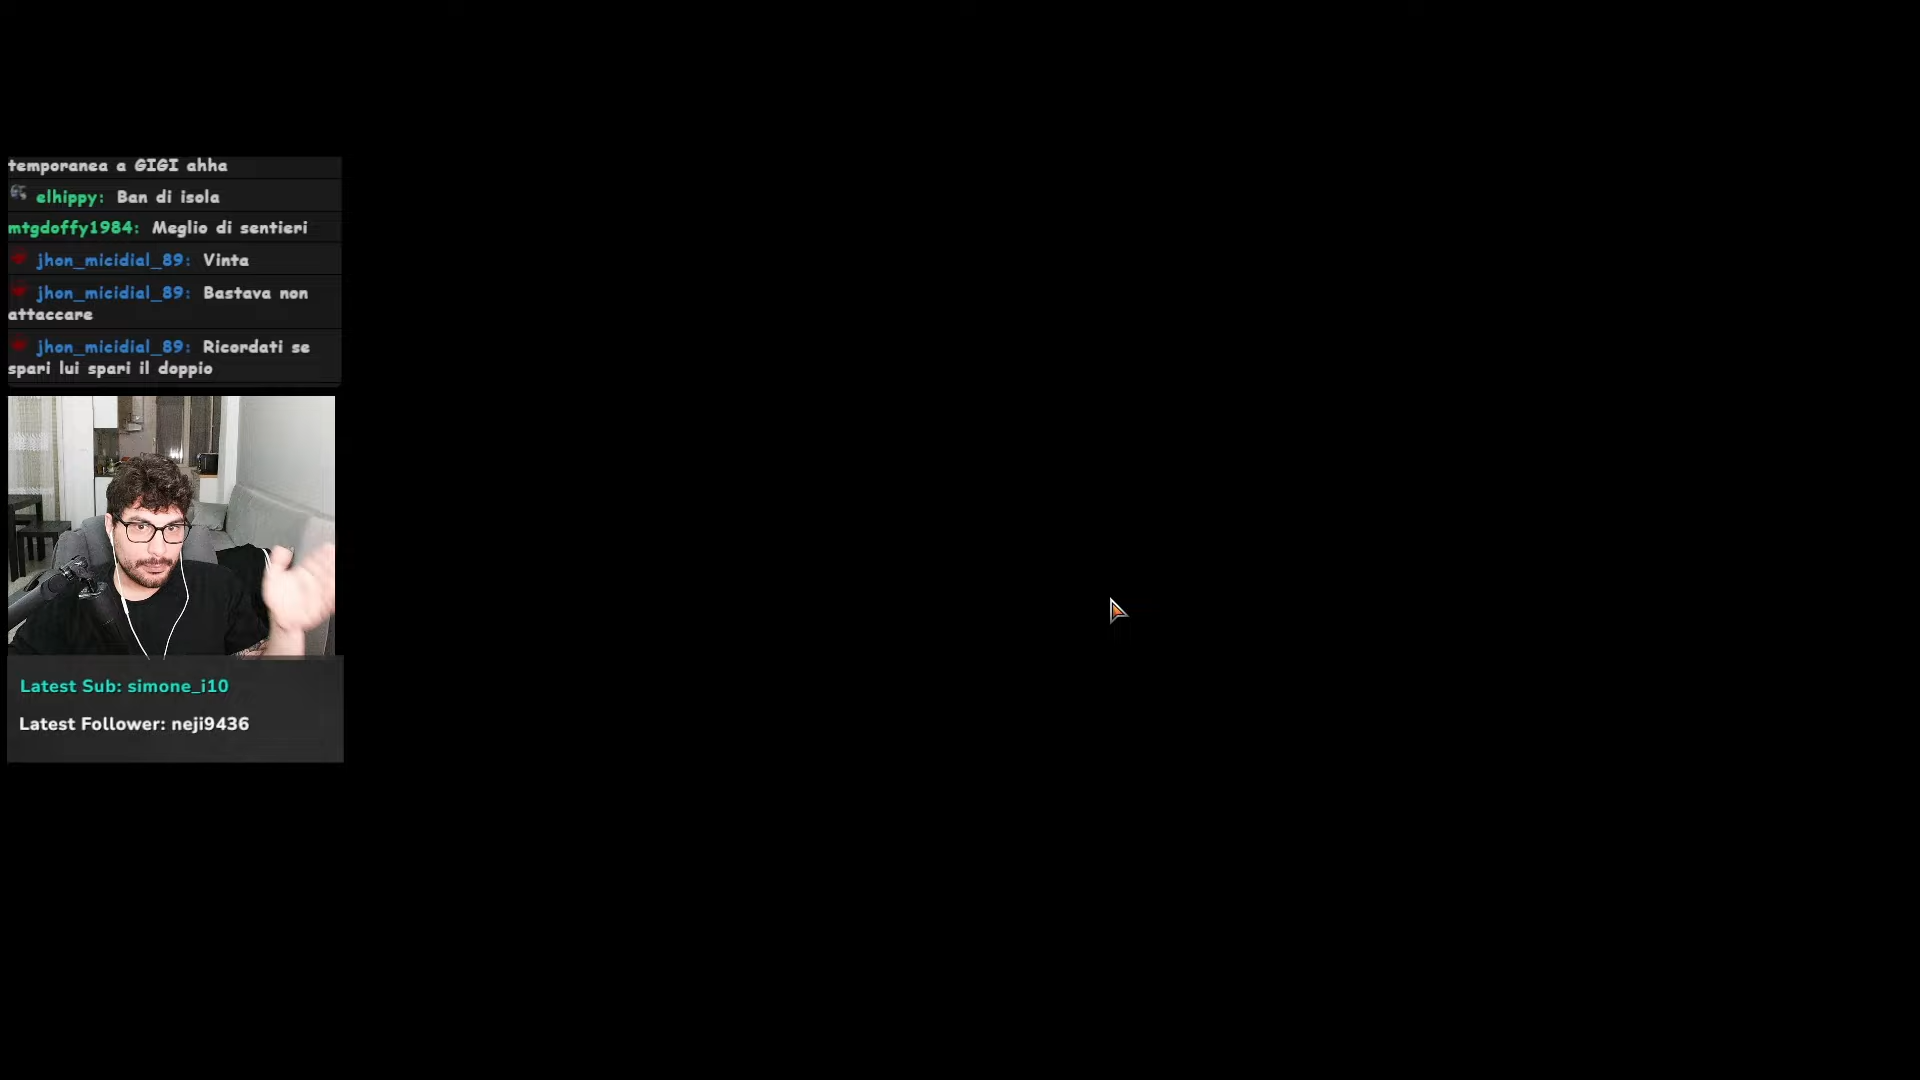 temporanea a GIGI ahha
elhippy: Ban di isola
mtgdoffy1984: Meglio di sentieri
jhon_micidial_89: Vinta
jhon_micidial_89: Bastava non
attaccare
jhon_micidial_89: Ricordati se
spari lui spari il doppio
Latest Sub: simone_i10
Latest Follower: neji9436